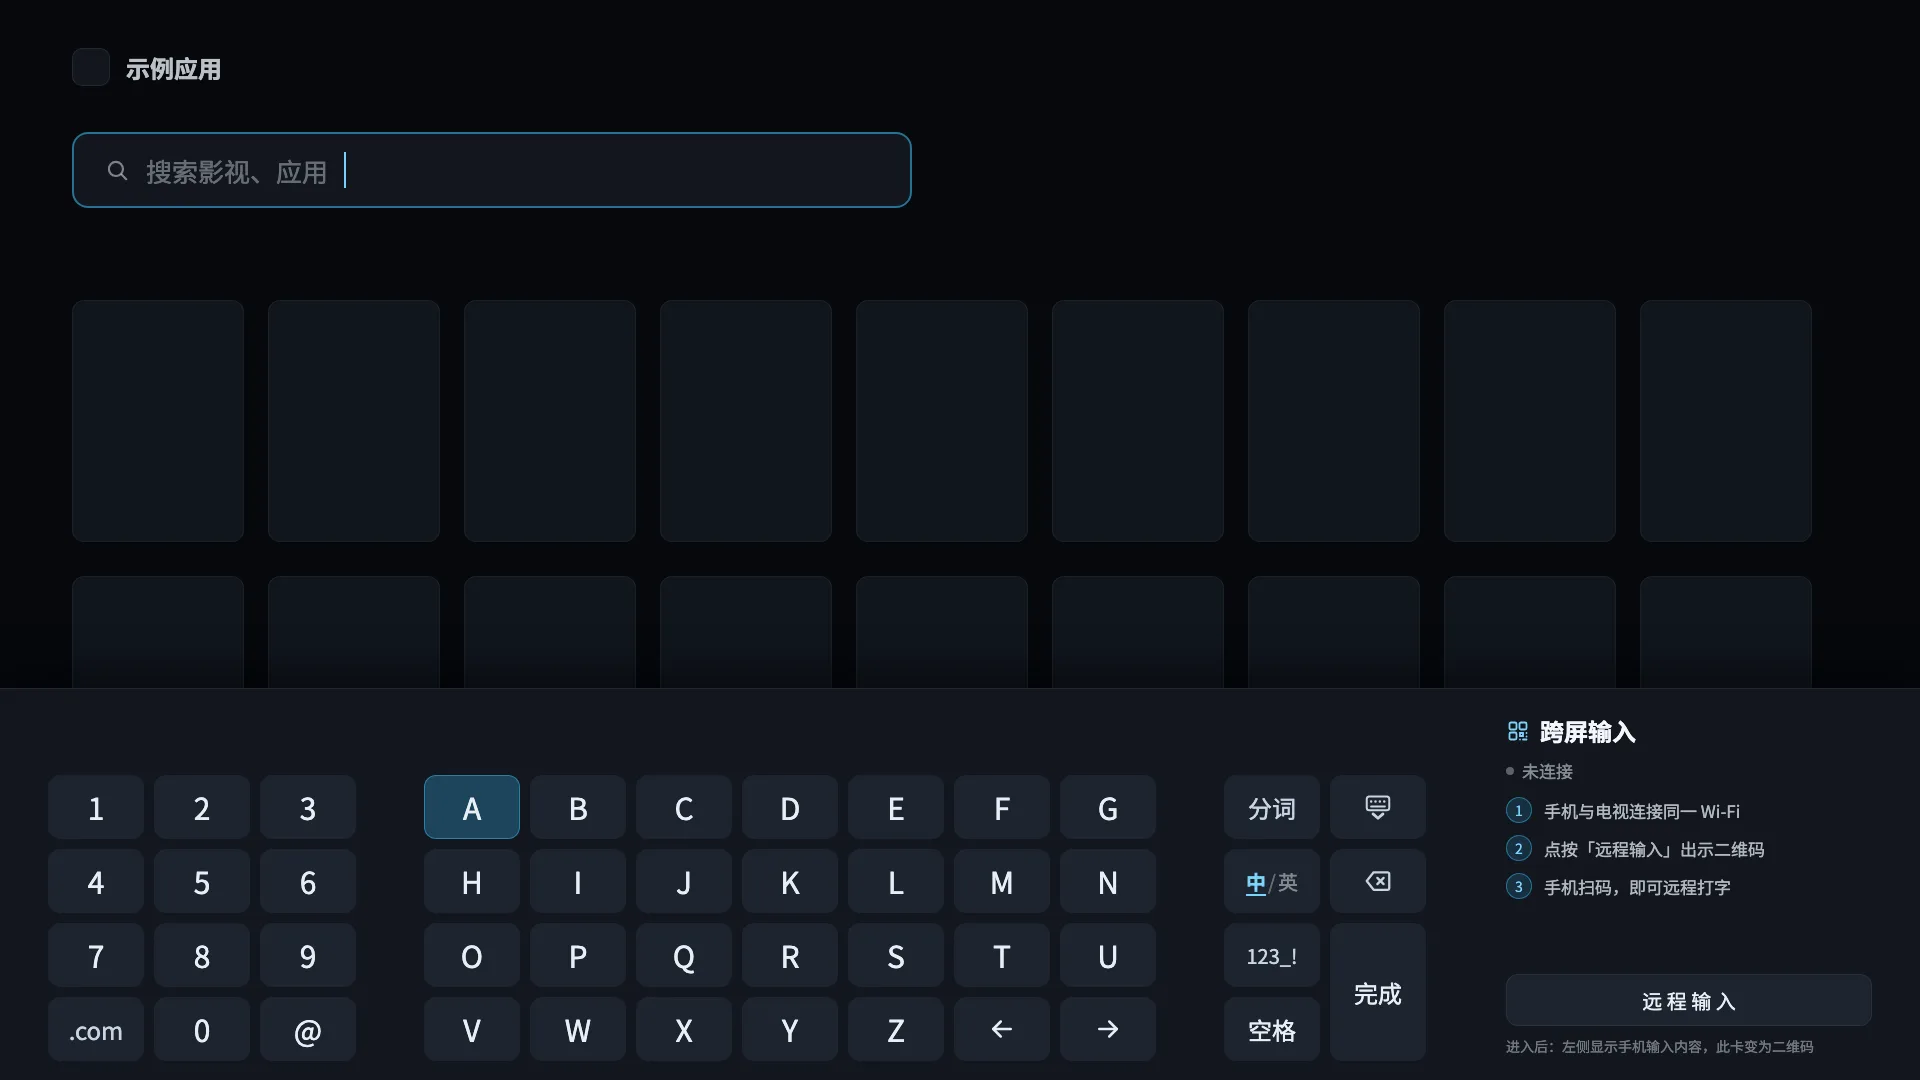 示例应用
搜索影视、应用
1 2 3 A B C D E F G 分词
4 5 6 H I J K L M N 中/英
7 8 9 O P Q R S T U 123_!
.com 0 @ V W X Y Z ← → 空格
完成
跨屏输入
未连接
1 手机与电视连接同一 Wi-Fi
2 点按「远程输入」出示二维码
3 手机扫码，即可远程打字
远程输入
进入后：左侧显示手机输入内容，此卡变为二维码